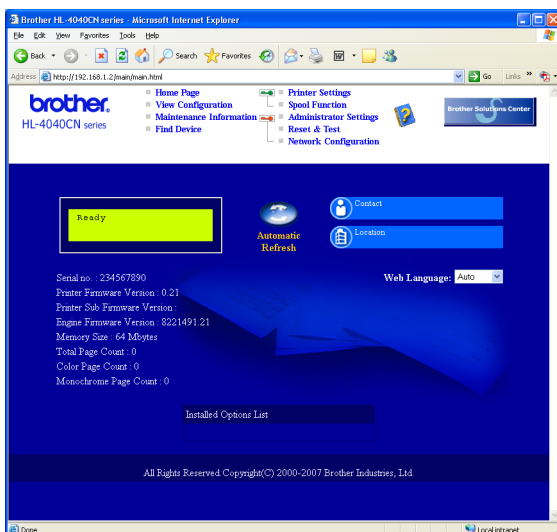 Brother HL-4040CN series - Microsoft Internet Explorer
File Edit View Favorites Tools Help
Back Search Favorites
Address http://192.168.1.2/main/main.html Go Links »
brother.
HL-4040CN series
Home Page
View Configuration
Maintenance Information
Find Device
Printer Settings
Spool Function
Administrator Settings
Reset & Test
Network Configuration
Brother Solutions Center
Ready
Automatic
Refresh
Contact
Location
Serial no. : 234567890
Web Language: Auto
Printer Firmware Version : 0.21
Printer Sub Firmware Version :
Engine Firmware Version : 8221491.21
Memory Size : 64 Mbytes
Total Page Count : 0
Color Page Count : 0
Monochrome Page Count : 0
Installed Options List
All Rights Reserved.Copyright(C) 2000-2007 Brother Industries, Ltd.
Done Local intranet